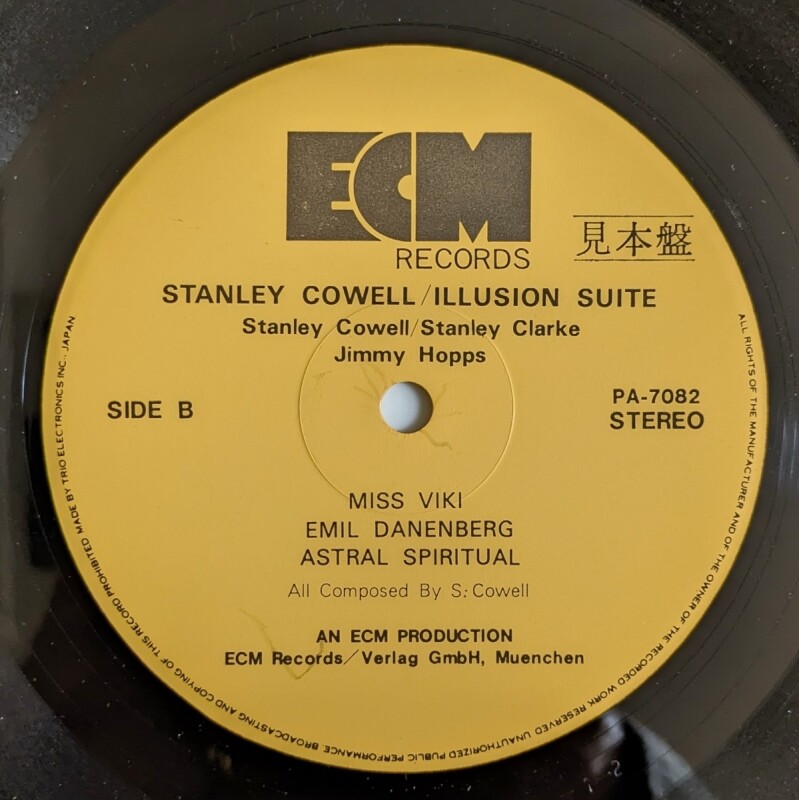 ECM
RECORDS
見本盤
STANLEY COWELL/ILLUSION SUITE
Stanley Cowell/Stanley Clarke
Jimmy Hopps
SIDE B
PA-7082
STEREO
MISS VIKI
EMIL DANENBERG
ASTRAL SPIRITUAL
All Composed By S. Cowell
AN ECM PRODUCTION
ECM Records/Verlag GmbH, Muenchen
ALL RIGHTS OF THE MANUFACTURER AND OF THE OWNER OF THE RECORDED WORK RESERVED UNAUTHORIZED PUBLIC PERFORMANCE BROADCASTING AND COPYING OF THIS RECORD PROHIBITED MADE BY TRIO ELECTRONICS INC., JAPAN